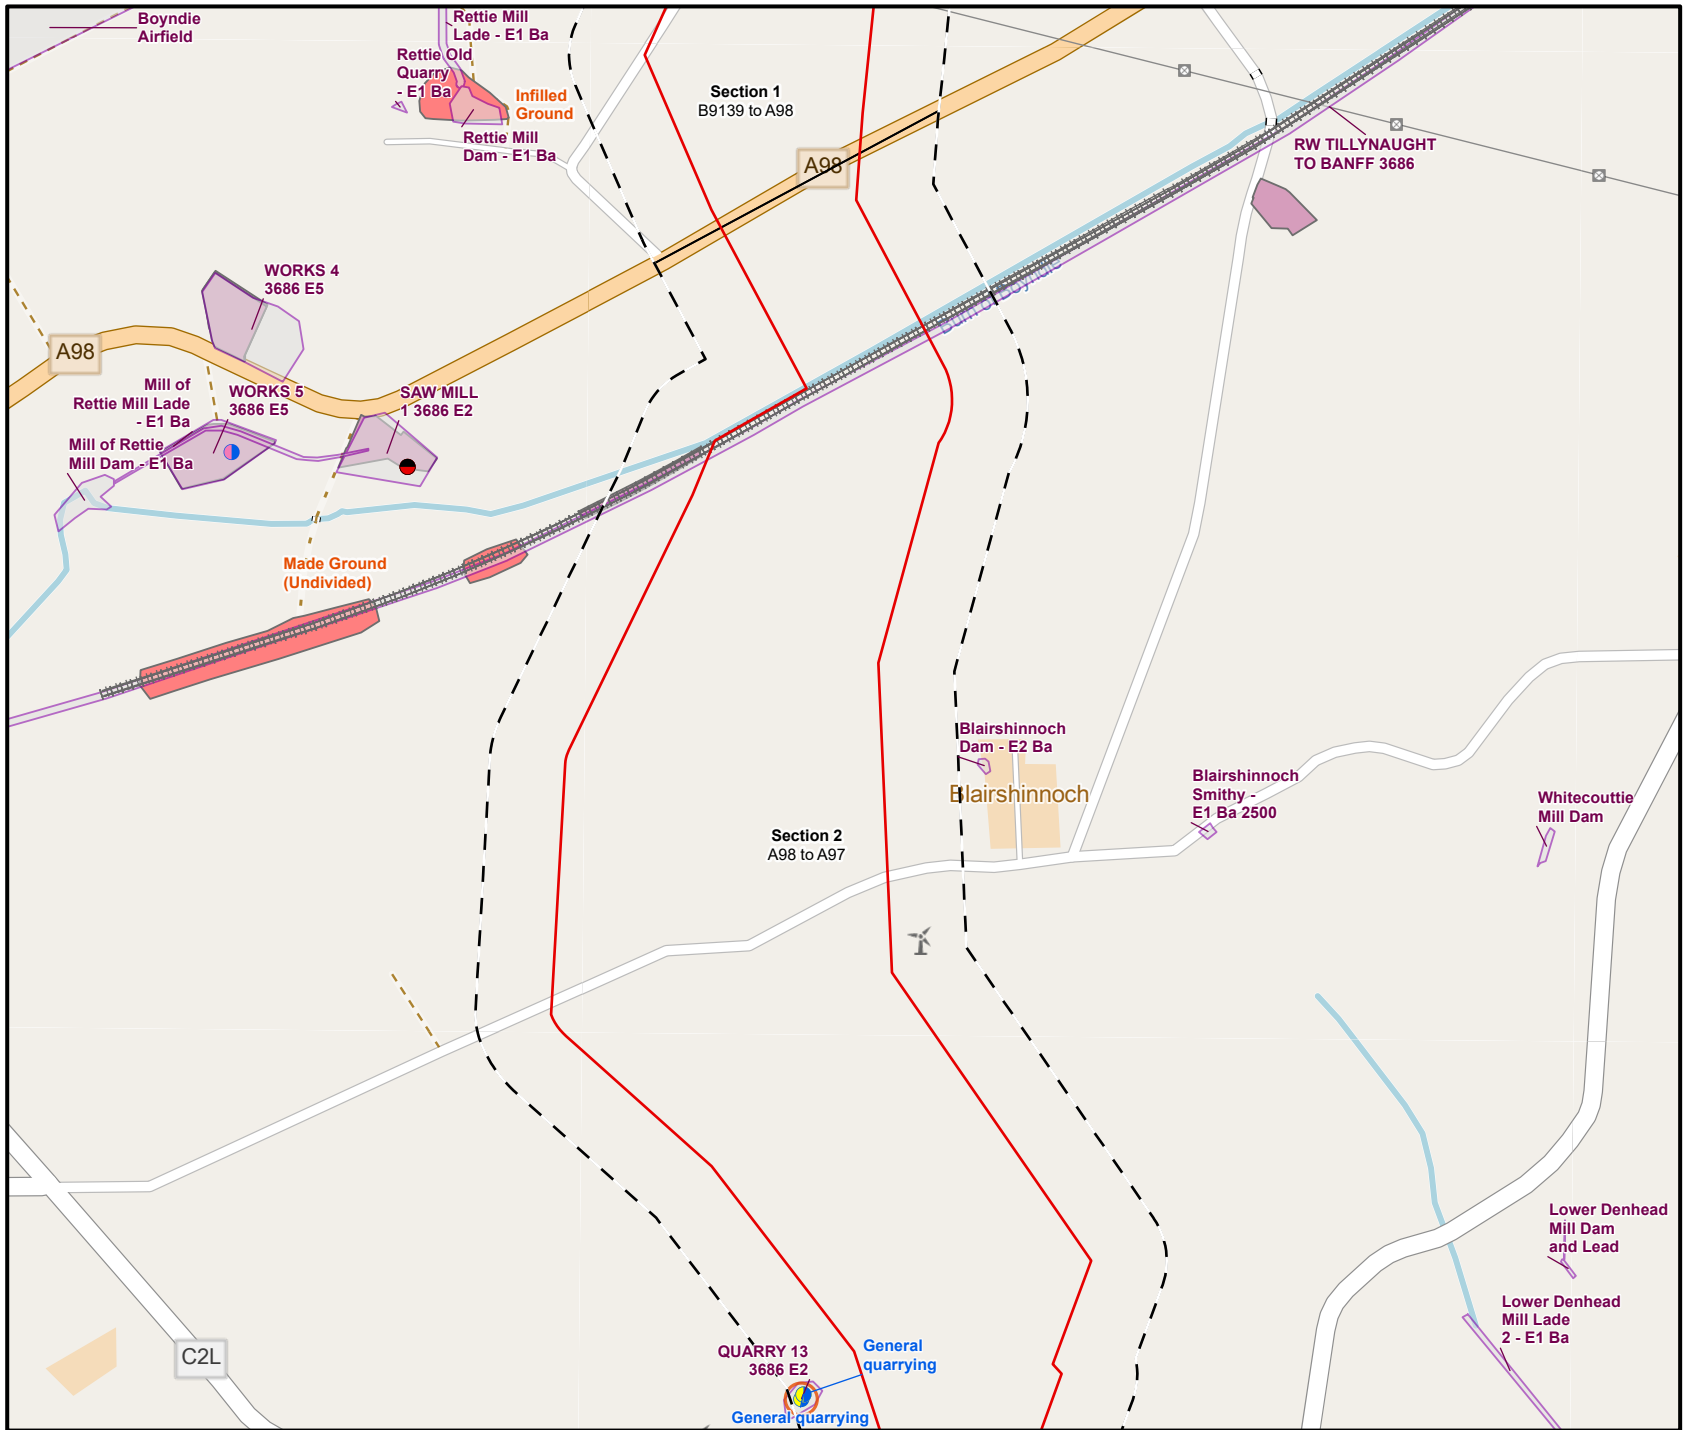 Boyndie
Airfield
Rettie Mill
Lade - E1 Ba
Rettie Old
Quarry
- E1 Ba
Infilled
Ground
Rettie Mill
Dam - E1 Ba
Section 1
B9139 to A98
A98
RW TILLYNAUGHT
TO BANFF 3686
Burn of Boyndie
WORKS 4
3686 E5
A98
Mill of
Rettie Mill Lade
- E1 Ba
WORKS 5
3686 E5
SAW MILL
1 3686 E2
Mill of Rettie
Mill Dam - E1 Ba
Made Ground
(Undivided)
Blairshinnoch
Dam - E2 Ba
Blairshinnoch
Blairshinnoch
Smithy -
E1 Ba 2500
Whitecouttie
Mill Dam
Section 2
A98 to A97
Lower Denhead
Mill Dam
and Lead
Lower Denhead
Mill Lade
2 - E1 Ba
C2L
QUARRY 13
3686 E2
General
quarrying
General quarrying